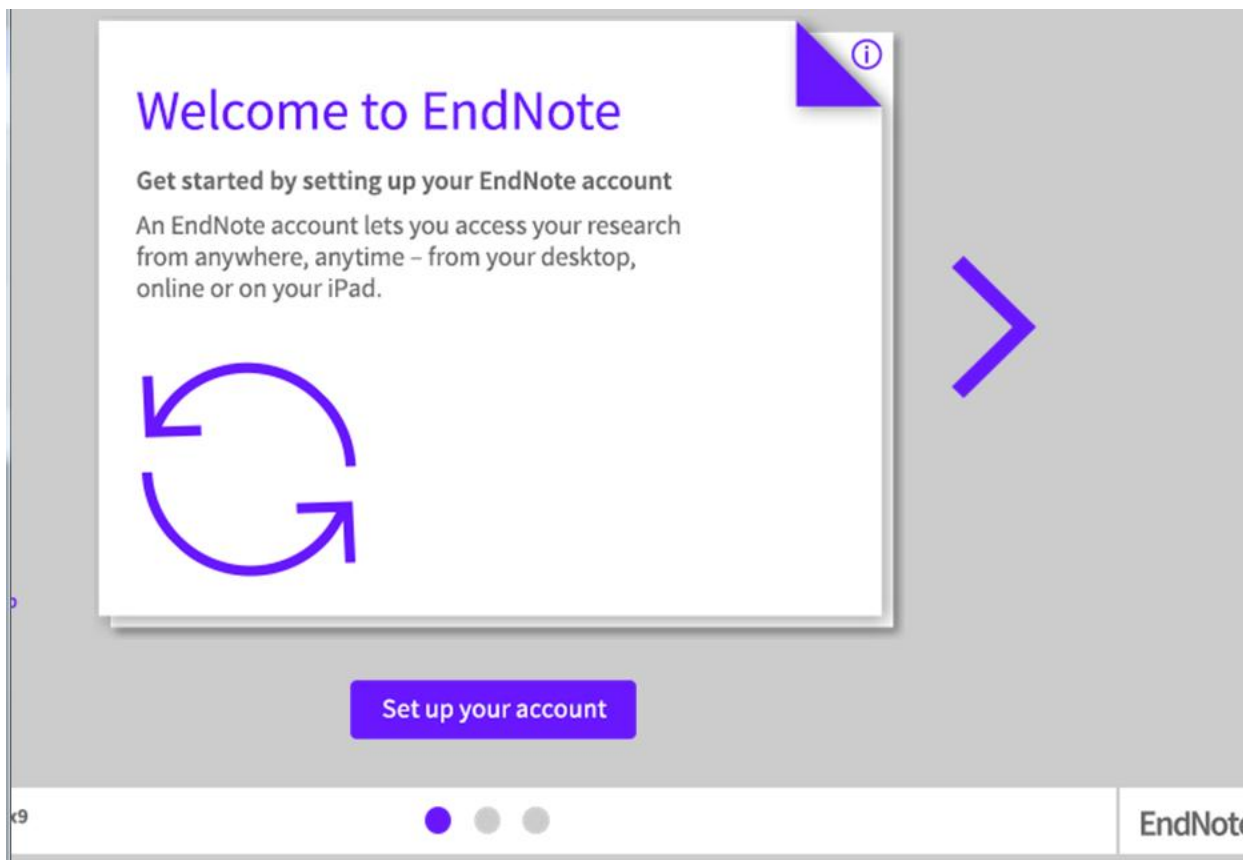 Welcome to EndNote
Get started by setting up your EndNote account
An EndNote account lets you access your research
from anywhere, anytime – from your desktop,
online or on your iPad.
Set up your account